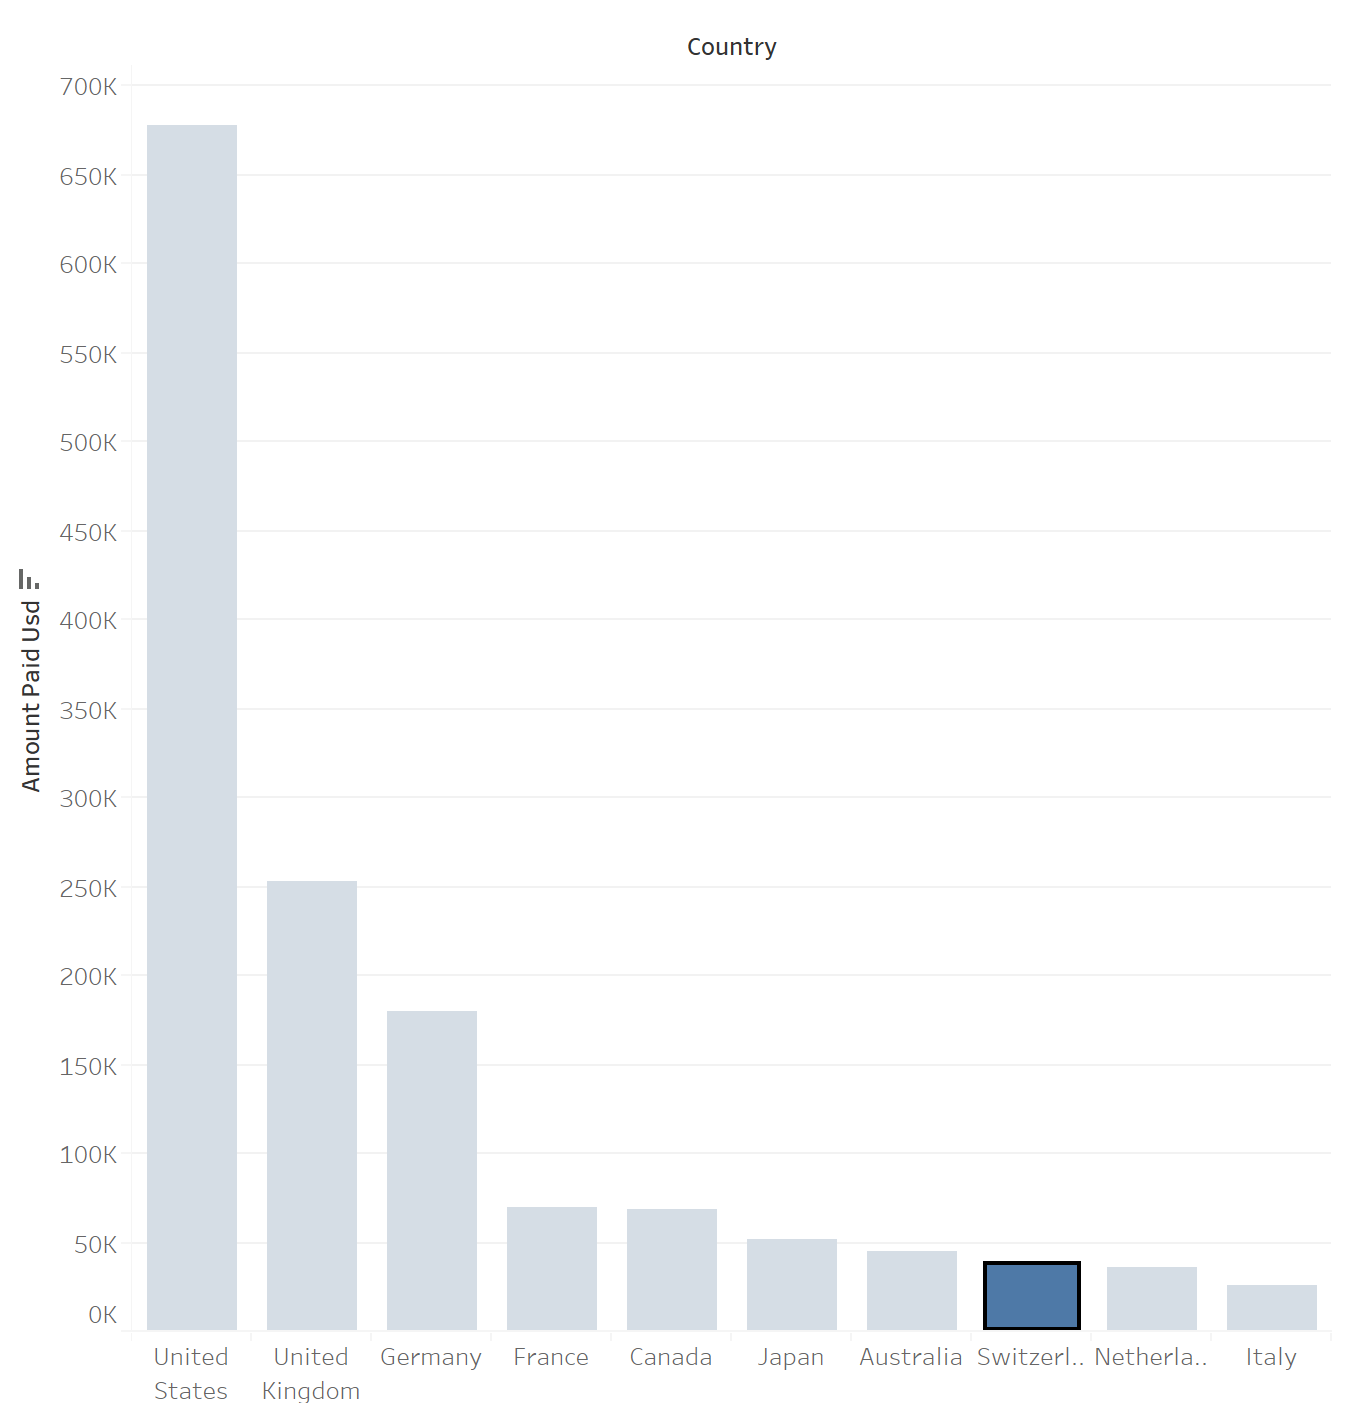 Country
700K
650K
600K
550K
500K
450K
400K
350K
300K
250K
200K
150K
100K
50K
0K
Amount Paid Usd
United States
United Kingdom
Germany
France
Canada
Japan
Australia
Switzerl..
Netherla..
Italy